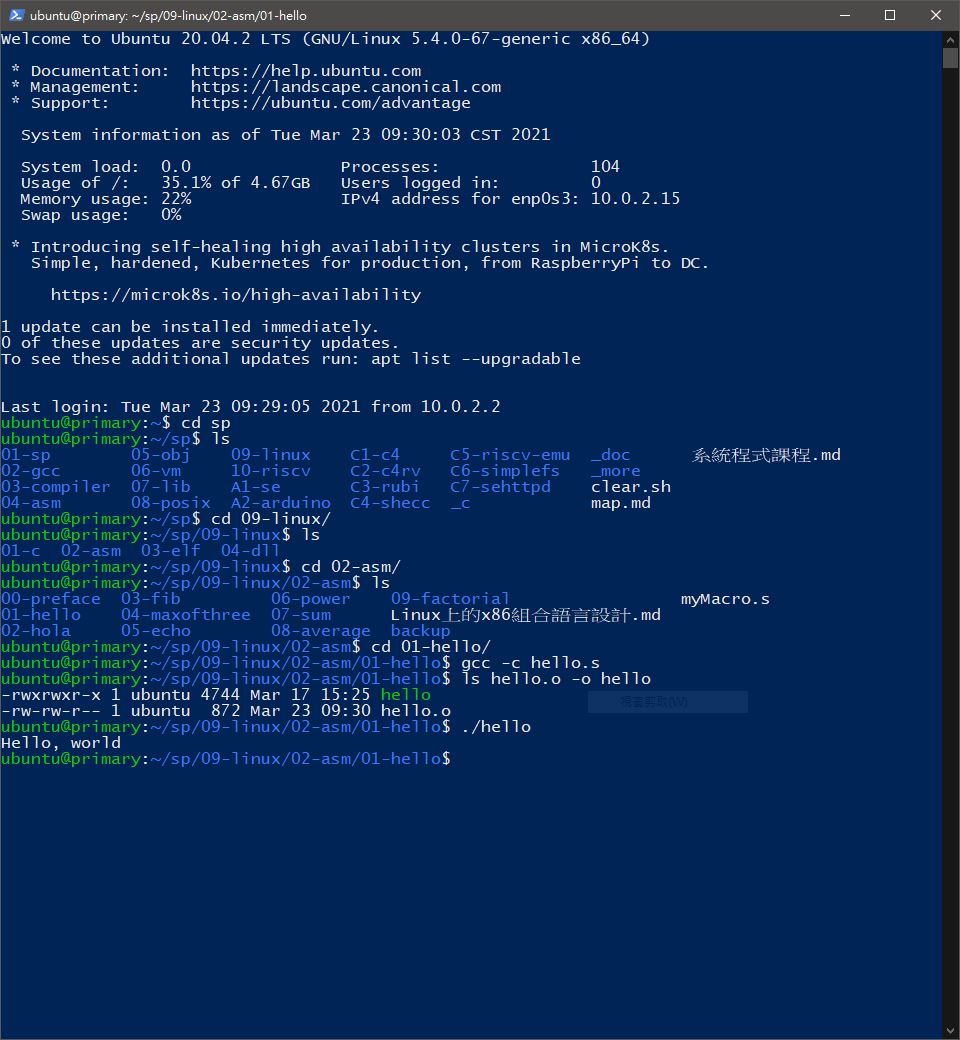 ubuntu@primary: ~/sp/09-linux/02-asm/01-hello
Welcome to Ubuntu 20.04.2 LTS (GNU/Linux 5.4.0-67-generic x86_64)
* Documentation:  https://help.ubuntu.com
* Management:     https://landscape.canonical.com
* Support:        https://ubuntu.com/advantage
System information as of Tue Mar 23 09:30:03 CST 2021
System load:  0.0               Processes:               104
Usage of /:   35.1% of 4.67GB   Users logged in:         0
Memory usage: 22%               IPv4 address for enp0s3: 10.0.2.15
Swap usage:   0%
* Introducing self-healing high availability clusters in MicroK8s.
Simple, hardened, Kubernetes for production, from RaspberryPi to DC.
https://microk8s.io/high-availability
1 update can be installed immediately.
0 of these updates are security updates.
To see these additional updates run: apt list --upgradable
Last login: Tue Mar 23 09:29:05 2021 from 10.0.2.2
ubuntu@primary:~$ cd sp
ubuntu@primary:~/sp$ ls
01-sp        05-obj    09-linux    C1-c4     C5-riscv-emu  _doc      系統程式課程.md
02-gcc       06-vm     10-riscv    C2-c4rv   C6-simplefs   _more
03-compiler  07-lib    A1-se       C3-rubi   C7-sehttpd    clear.sh
04-asm       08-posix  A2-arduino  C4-shecc  _c            map.md
ubuntu@primary:~/sp$ cd 09-linux/
ubuntu@primary:~/sp/09-linux$ ls
01-c  02-asm  03-elf  04-dll
ubuntu@primary:~/sp/09-linux$ cd 02-asm/
ubuntu@primary:~/sp/09-linux/02-asm$ ls
00-preface  03-fib         06-power    09-factorial                 myMacro.s
01-hello    04-maxofthree  07-sum      Linux上的x86組合語言設計.md
02-hola     05-echo        08-average  backup
ubuntu@primary:~/sp/09-linux/02-asm$ cd 01-hello/
ubuntu@primary:~/sp/09-linux/02-asm/01-hello$ gcc -c hello.s
ubuntu@primary:~/sp/09-linux/02-asm/01-hello$ ls hello.o -o hello
-rwxrwxr-x 1 ubuntu 4744 Mar 17 15:25 hello
-rw-rw-r-- 1 ubuntu  872 Mar 23 09:30 hello.o
ubuntu@primary:~/sp/09-linux/02-asm/01-hello$ ./hello
Hello, world
ubuntu@primary:~/sp/09-linux/02-asm/01-hello$